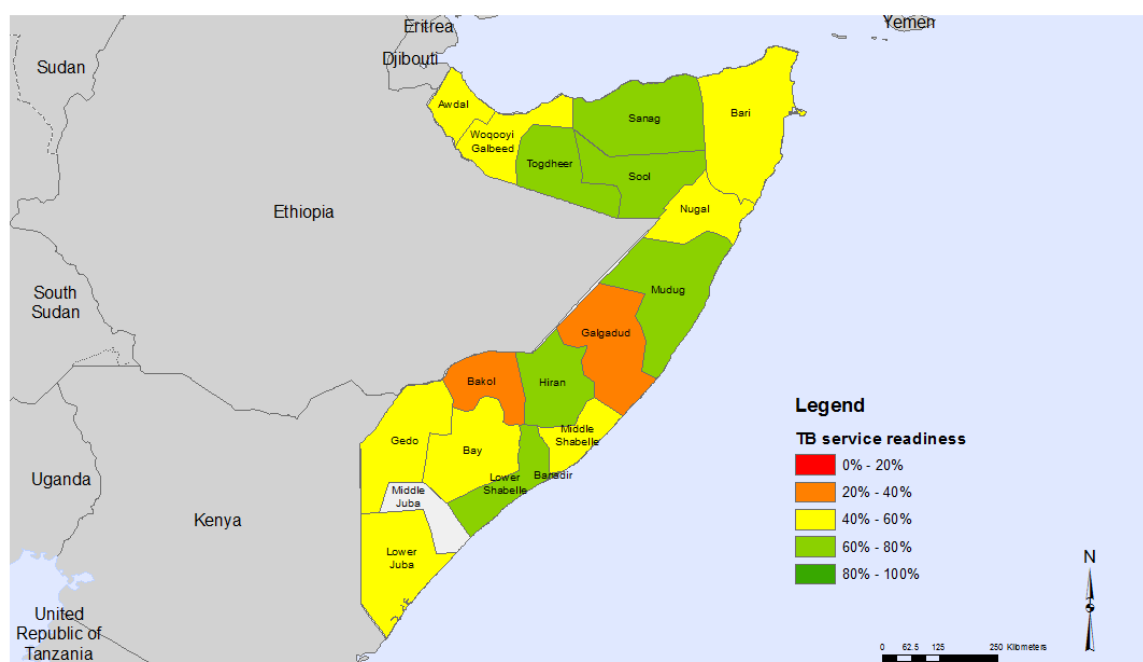 Eritrea
Yemen
Djibouti
Sudan
Awdal
Woqooyi
Galbeed
Togdheer
Sanag
Sool
Bari
Nugal
Ethiopia
Mudug
South
Sudan
Galgadud
Bakol
Hiran
Gedo
Bay
Middle
Shabelle
Lower
Shabelle
Banadir
Middle
Juba
Lower
Juba
Uganda
Kenya
United
Republic of
Tanzania
Legend
TB service readiness
0% - 20%
20% - 40%
40% - 60%
60% - 80%
80% - 100%
N
0 62.5 125 250 Kilometers